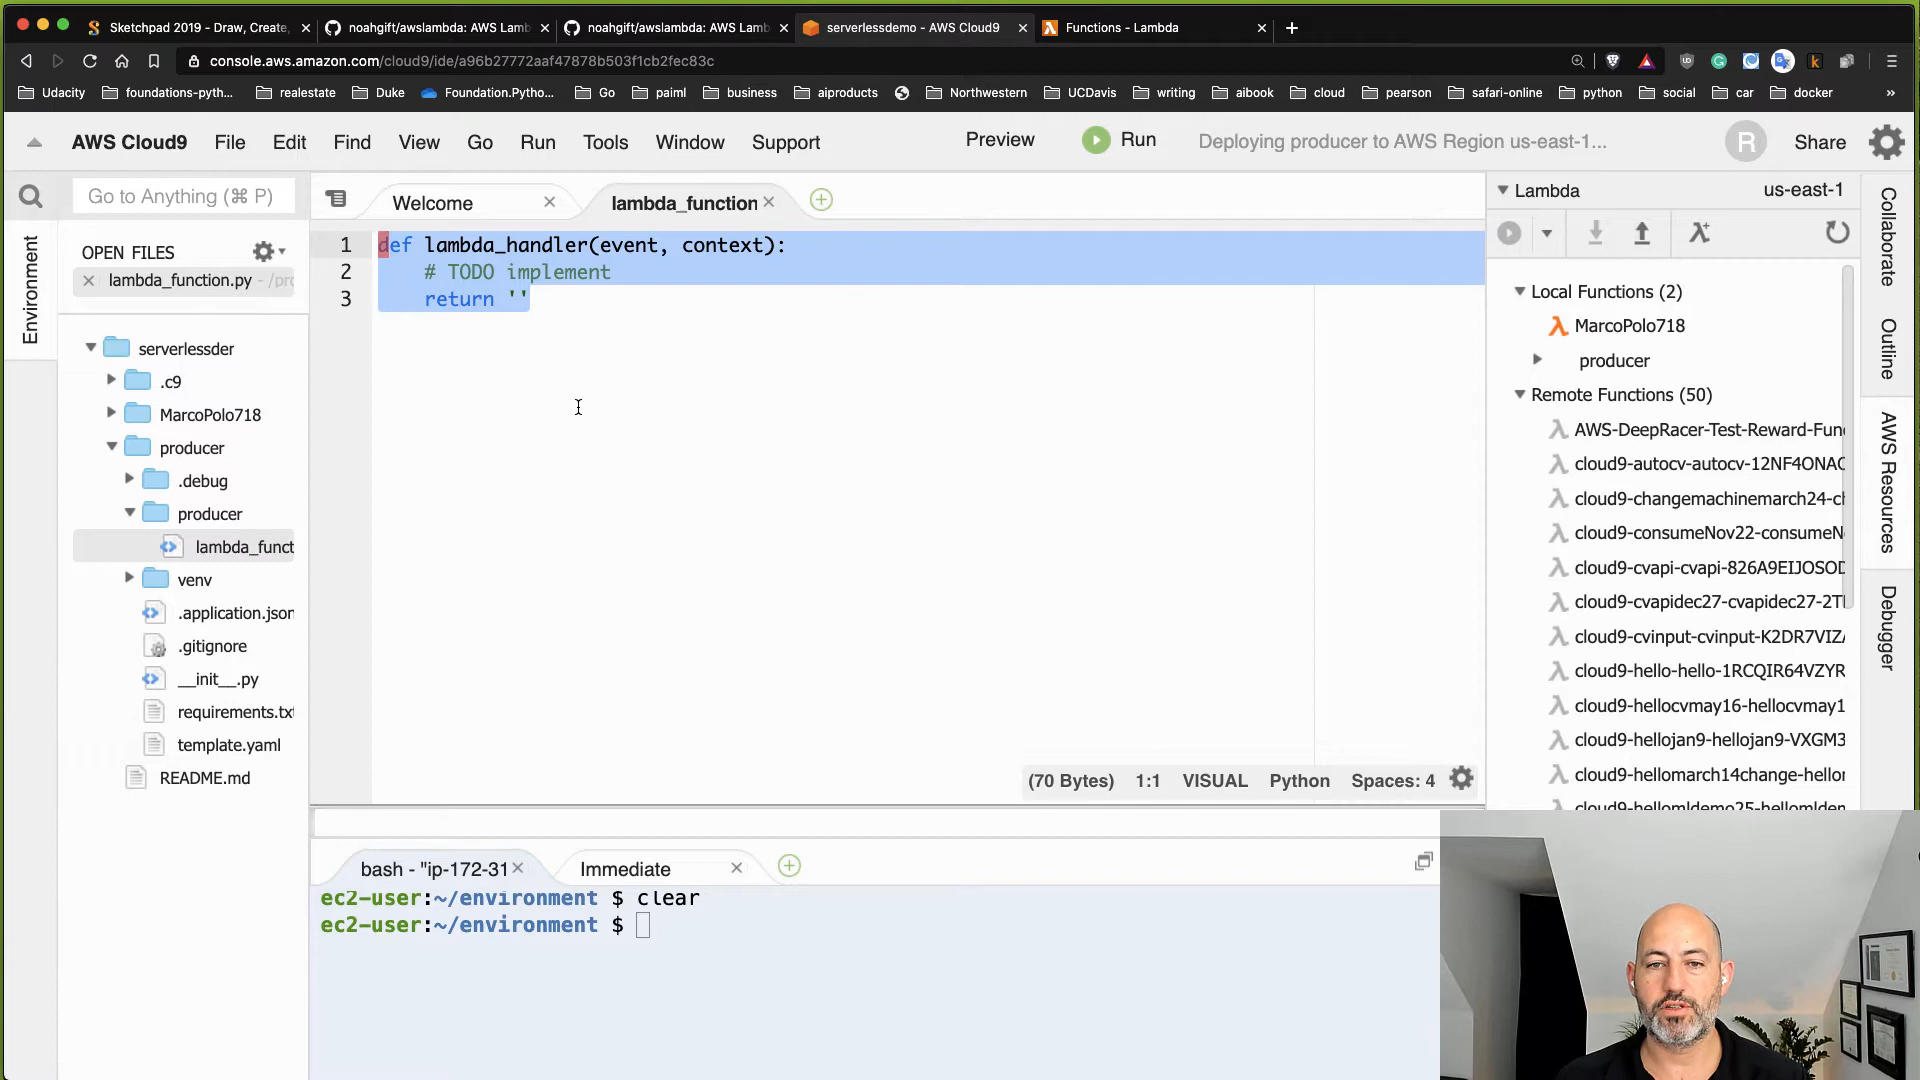 Sketchpad 2019 - Draw, Create,
noahgift/awslambda: AWS Lamb
noahgift/awslambda: AWS Lamb
serverlessdemo - AWS Cloud9
Functions - Lambda
console.aws.amazon.com/cloud9/ide/a96b27772aaf47878b503f1cb2fec83c
Udacity
foundations-pyth...
realestate
Duke
Foundation.Pytho...
Go
paiml
business
aiproducts
Northwestern
UCDavis
writing
aibook
cloud
pearson
safari-online
python
social
car
docker
»
AWS Cloud9
File
Edit
Find
View
Go
Run
Tools
Window
Support
Preview
Run
Deploying producer to AWS Region us-east-1...
R
Share
Go to Anything (⌘ P)
Environment
OPEN FILES
lambda_function.py - /pro
serverlessder
.c9
MarcoPolo718
producer
.debug
producer
lambda_funct
venv
.application.json
.gitignore
__init__.py
requirements.txt
template.yaml
README.md
Welcome
lambda_function
1 def lambda_handler(event, context):
2 # TODO implement
3 return ''
(70 Bytes)
1:1
VISUAL
Python
Spaces: 4
bash - "ip-172-31
Immediate
ec2-user:~/environment $ clear
ec2-user:~/environment $
Lambda
us-east-1
Local Functions (2)
MarcoPolo718
producer
Remote Functions (50)
AWS-DeepRacer-Test-Reward-Fun
cloud9-autocv-autocv-12NF4ONAC
cloud9-changemachinemarch24-ch
cloud9-consumeNov22-consumeN
cloud9-cvapi-cvapi-826A9EIJOSOD
cloud9-cvapidec27-cvapidec27-2T
cloud9-cvinput-cvinput-K2DR7VIZ
cloud9-hello-hello-1RCQIR64VZYR
cloud9-hellocvmay16-hellocvmay1
cloud9-hellojan9-hellojan9-VXGM3
cloud9-hellomarch14change-hellor
cloud9-hellomldemo25-hellomlder
Collaborate
Outline
AWS Resources
Debugger